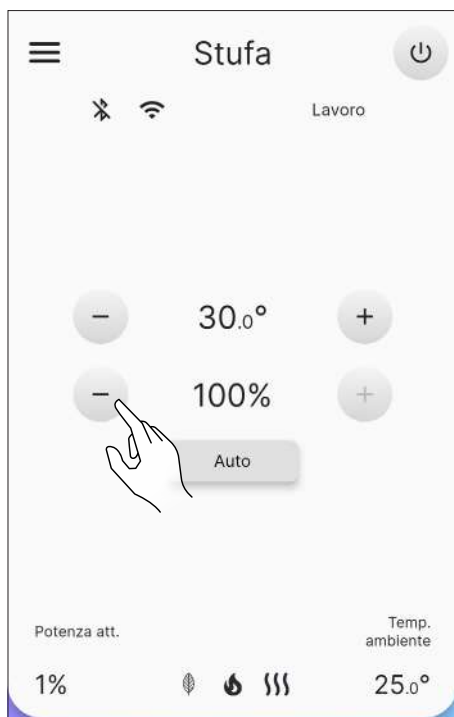 Stufa
Lavoro
− 30.0° +
− 100% +
Auto
Potenza att.
Temp.
ambiente
1%
25.0°